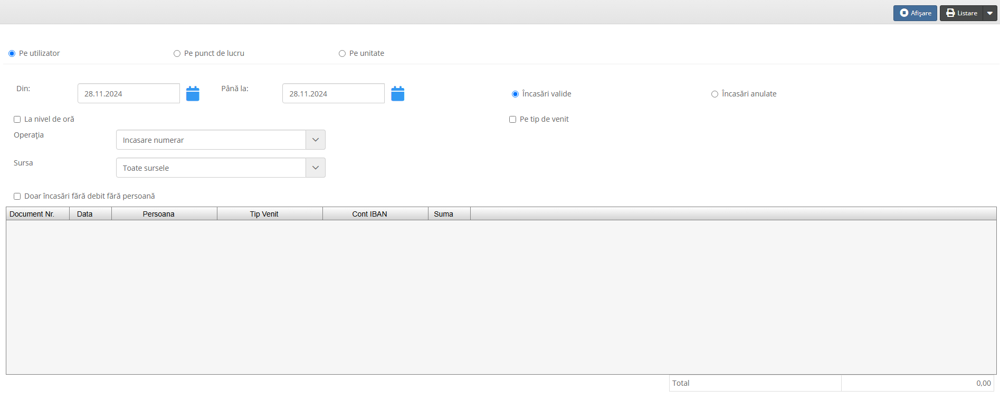 Afişare Listare
Pe utilizator Pe punct de lucru Pe unitate
Din: 28.11.2024 Până la: 28.11.2024 Încasări valide Încasări anulate
La nivel de oră Pe tip de venit
Operaţia Incasare numerar
Sursa Toate sursele
Doar încasări fără debit fără persoană
Document Nr. Data Persoana Tip Venit Cont IBAN Suma
Total 0,00